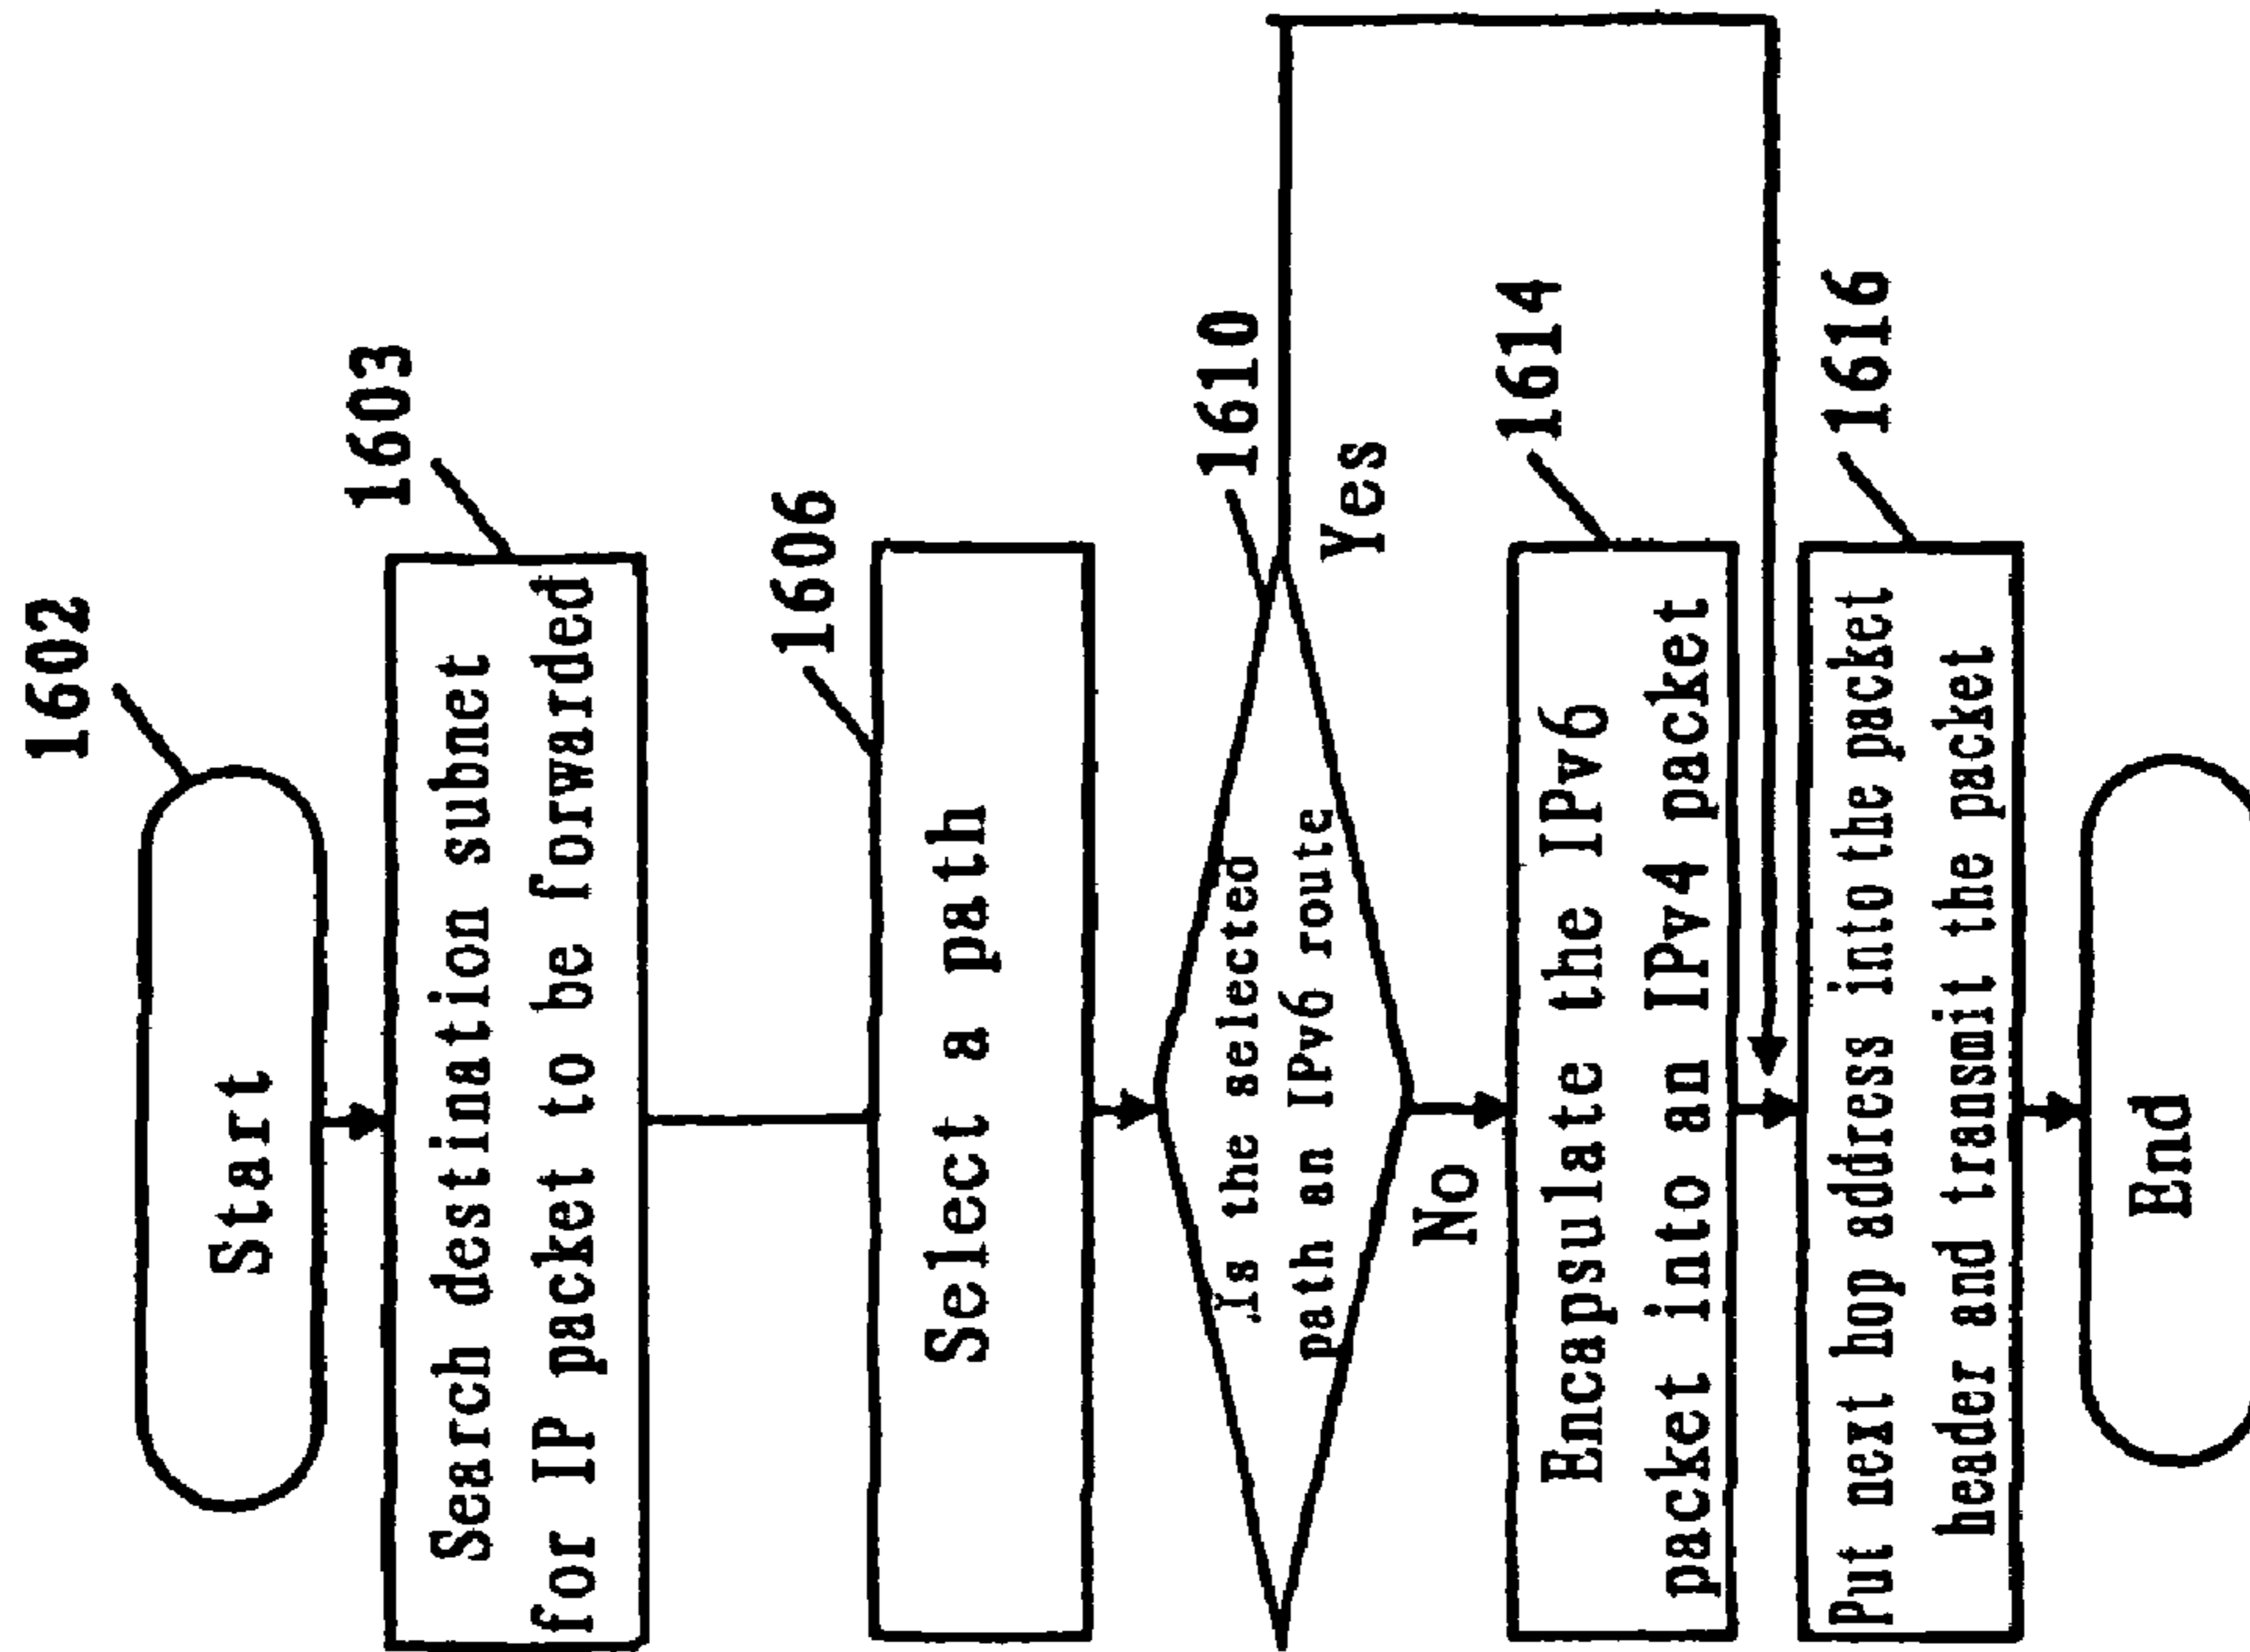 1602
Start
1603
Search destination subnet
for IP packet to be forwarded
1606
Select a path
1610
Is the selected
path an IPv6 route
Yes
No
1614
Encapsulate the IPv6
packet into an IPv4 packet
1616
Put next hop address into the packet
header and transmit the packet
End